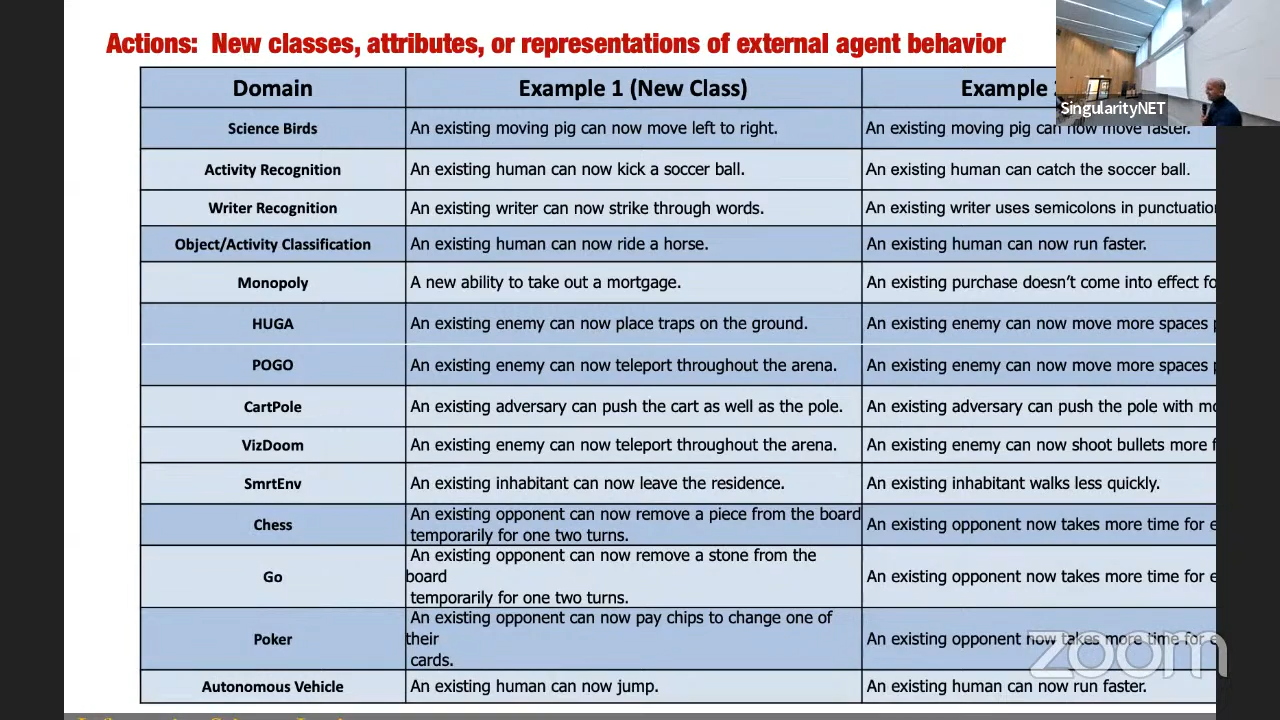 Actions: New classes, attributes, or representations of external agent behavior
SingularityNET
Domain
Example 1 (New Class)
Example
Science Birds
An existing moving pig can now move left to right.
An existing moving pig can now move faster.
Activity Recognition
An existing human can now kick a soccer ball.
An existing human can catch the soccer ball.
Writer Recognition
An existing writer can now strike through words.
An existing writer uses semicolons in
Object/Activity Classification
An existing human can now ride a horse.
An existing human can now run faster.
Monopoly
A new ability to take out a mortgage.
An existing purchase doesn't come into effect
HUGA
An existing enemy can now place traps on the ground.
An existing enemy can now move more spaces
POGO
An existing enemy can now teleport throughout the arena.
An existing enemy can now move more spaces
CartPole
An existing adversary can push the cart as well as the pole.
An existing adversary can push the pole with
VizDoom
An existing enemy can now teleport throughout the arena.
An existing enemy can now shoot bullets more
SmrtEnv
An existing inhabitant can now leave the residence.
An existing inhabitant walks less quickly.
Chess
An existing opponent can now remove a piece from the board
temporarily for one two turns.
An existing opponent now takes more time for
Go
An existing opponent can now remove a stone from the
board
temporarily for one two turns.
An existing opponent now takes more time for
Poker
An existing opponent can now pay chips to change one of
their
cards.
An existing opponent now takes more time for
zoom
Autonomous Vehicle
An existing human can now jump.
An existing human can now run faster.